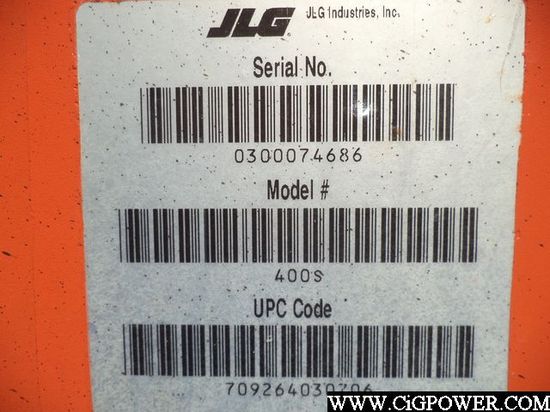 JLG JLG Industries, Inc.
Serial No.
0300074686
Model #
400S
UPC Code
709264030706
WWW.CiGPOWER.COM